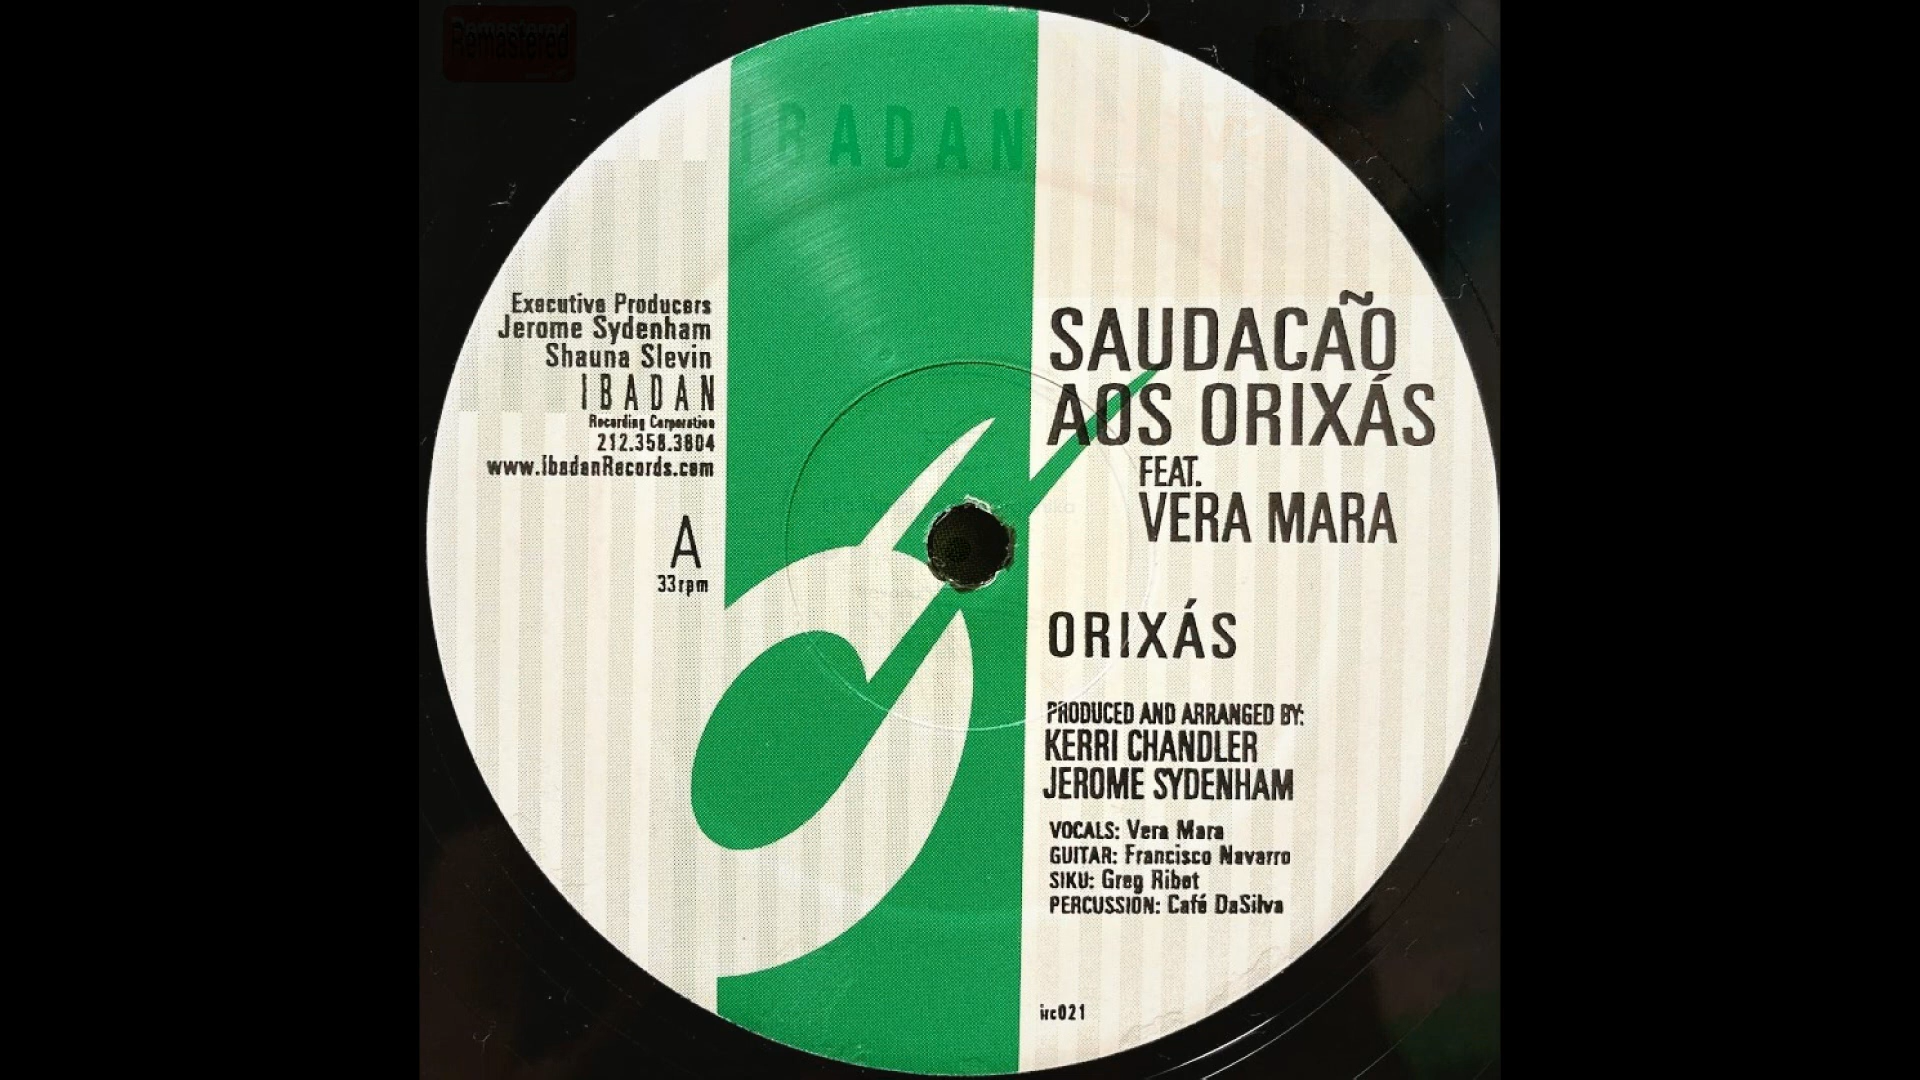 Remastered
IBADAN
Executive Producers
Jerome Sydenham
Shauna Slevin
IBADAN
Recording Corporation
212.358.3804
www.ibadanRecords.com
A
33rpm
SAUDACÃO
AOS ORIXÁS
FEAT.
VERA MARA
ORIXÁS
PRODUCED AND ARRANGED BY:
KERRI CHANDLER
JEROME SYDENHAM
VOCALS: Vera Mara
GUITAR: Francisco Navarro
SIKU: Greg Ribot
PERCUSSION: Café DaSilva
irc021